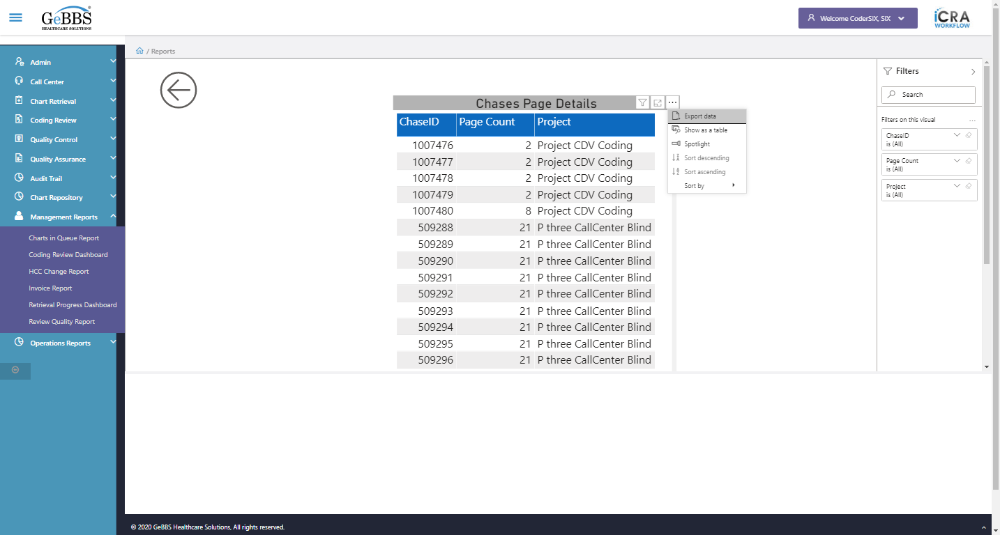 GeBBS
HEALTHCARE SOLUTIONS
Welcome CoderSIX, SIX
iCRA
WORKFLOW
/ Reports
Admin
Call Center
Chart Retrieval
Coding Review
Quality Control
Quality Assurance
Audit Trail
Chart Repository
Management Reports
Charts in Queue Report
Coding Review Dashboard
HCC Change Report
Invoice Report
Retrieval Progress Dashboard
Review Quality Report
Operations Reports
Chases Page Details
ChaseID Page Count Project
1007476 2 Project CDV Coding
1007477 2 Project CDV Coding
1007478 2 Project CDV Coding
1007479 2 Project CDV Coding
1007480 8 Project CDV Coding
509288 21 P three CallCenter Blind
509289 21 P three CallCenter Blind
509290 21 P three CallCenter Blind
509291 21 P three CallCenter Blind
509292 21 P three CallCenter Blind
509293 21 P three CallCenter Blind
509294 21 P three CallCenter Blind
509295 21 P three CallCenter Blind
509296 21 P three CallCenter Blind
Export data
Show as a table
Spotlight
Sort descending
Sort ascending
Sort by
Filters
Search
Filters on this visual
ChaseID
is (All)
Page Count
is (All)
Project
is (All)
© 2020 GeBBS Healthcare Solutions, All rights reserved.